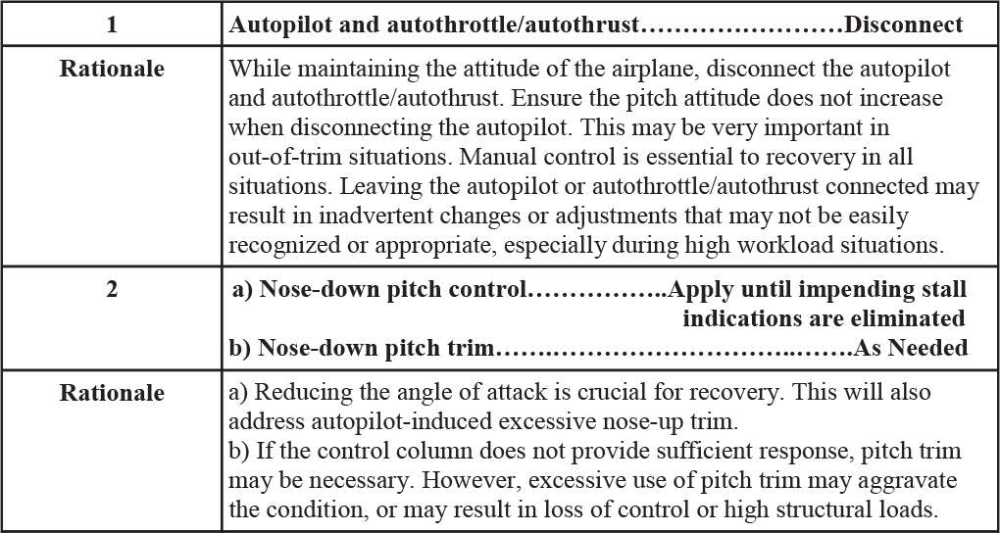 1 Autopilot and autothrottle/autothrust……………………Disconnect
Rationale While maintaining the attitude of the airplane, disconnect the autopilot
and autothrottle/autothrust. Ensure the pitch attitude does not increase
when disconnecting the autopilot. This may be very important in
out-of-trim situations. Manual control is essential to recovery in all
situations. Leaving the autopilot or autothrottle/autothrust connected may
result in inadvertent changes or adjustments that may not be easily
recognized or appropriate, especially during high workload situations.
2 a) Nose-down pitch control……………..Apply until impending stall
indications are eliminated
b) Nose-down pitch trim…….…………………………..…….As Needed
Rationale a) Reducing the angle of attack is crucial for recovery. This will also
address autopilot-induced excessive nose-up trim.
b) If the control column does not provide sufficient response, pitch trim
may be necessary. However, excessive use of pitch trim may aggravate
the condition, or may result in loss of control or high structural loads.